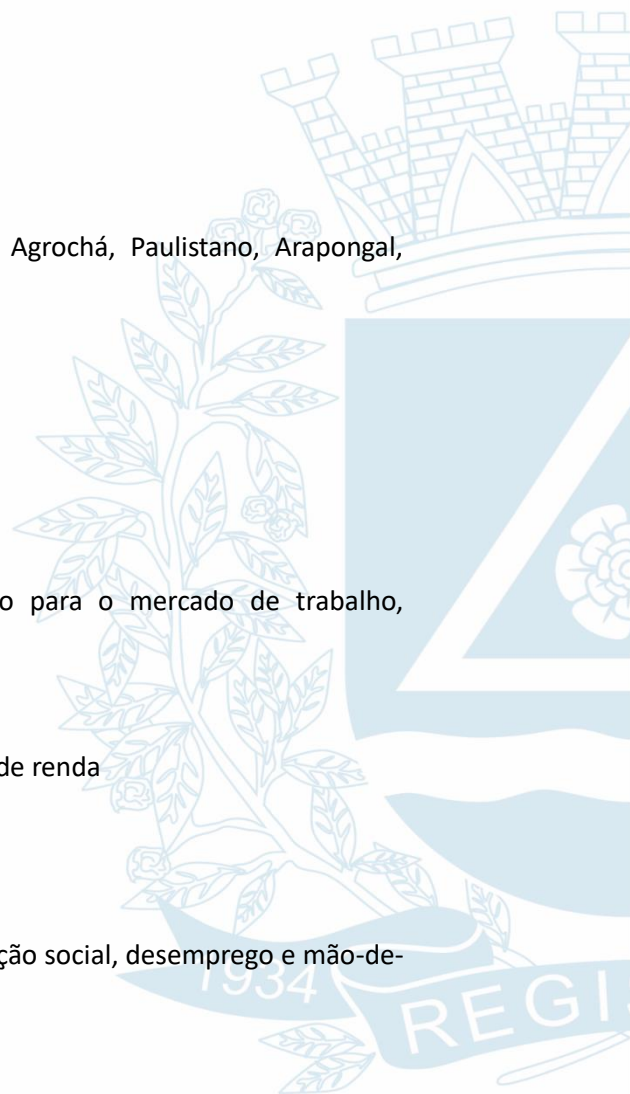 Agrochá, Paulistano, Arapongal,
o para o mercado de trabalho,
de renda
ção social, desemprego e mão-de-
1934
REGI